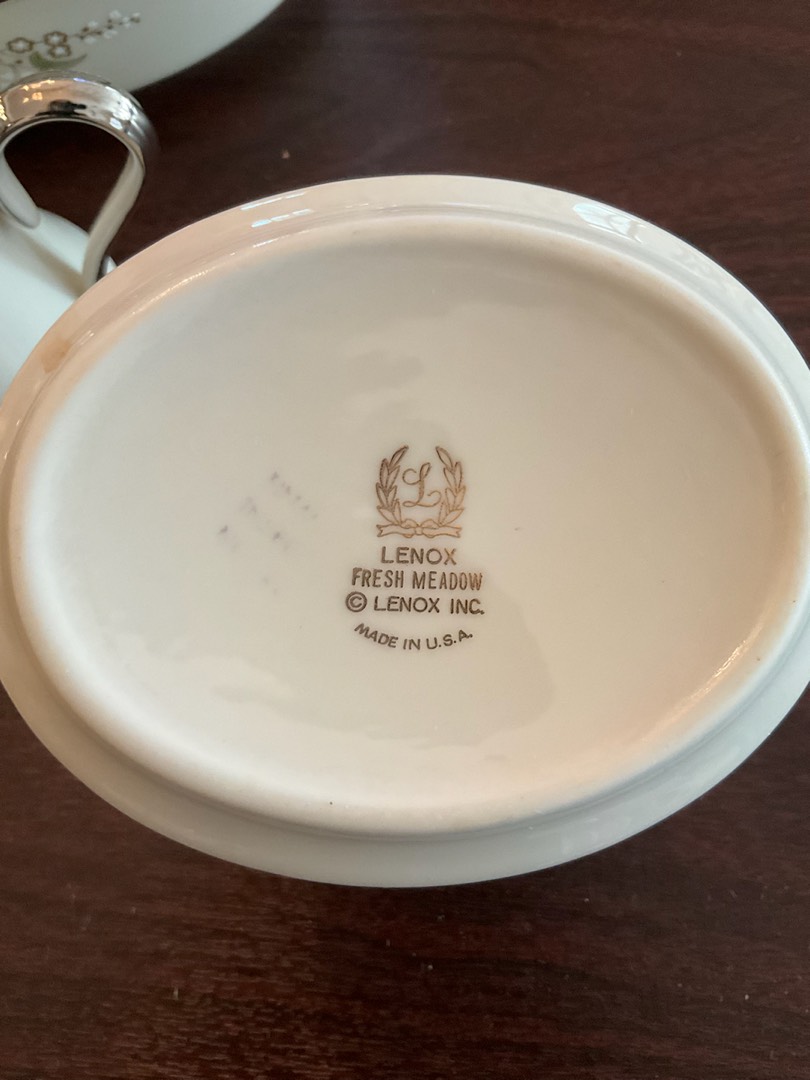 L
LENOX
FRESH MEADOW
© LENOX INC.
MADE IN U.S.A.